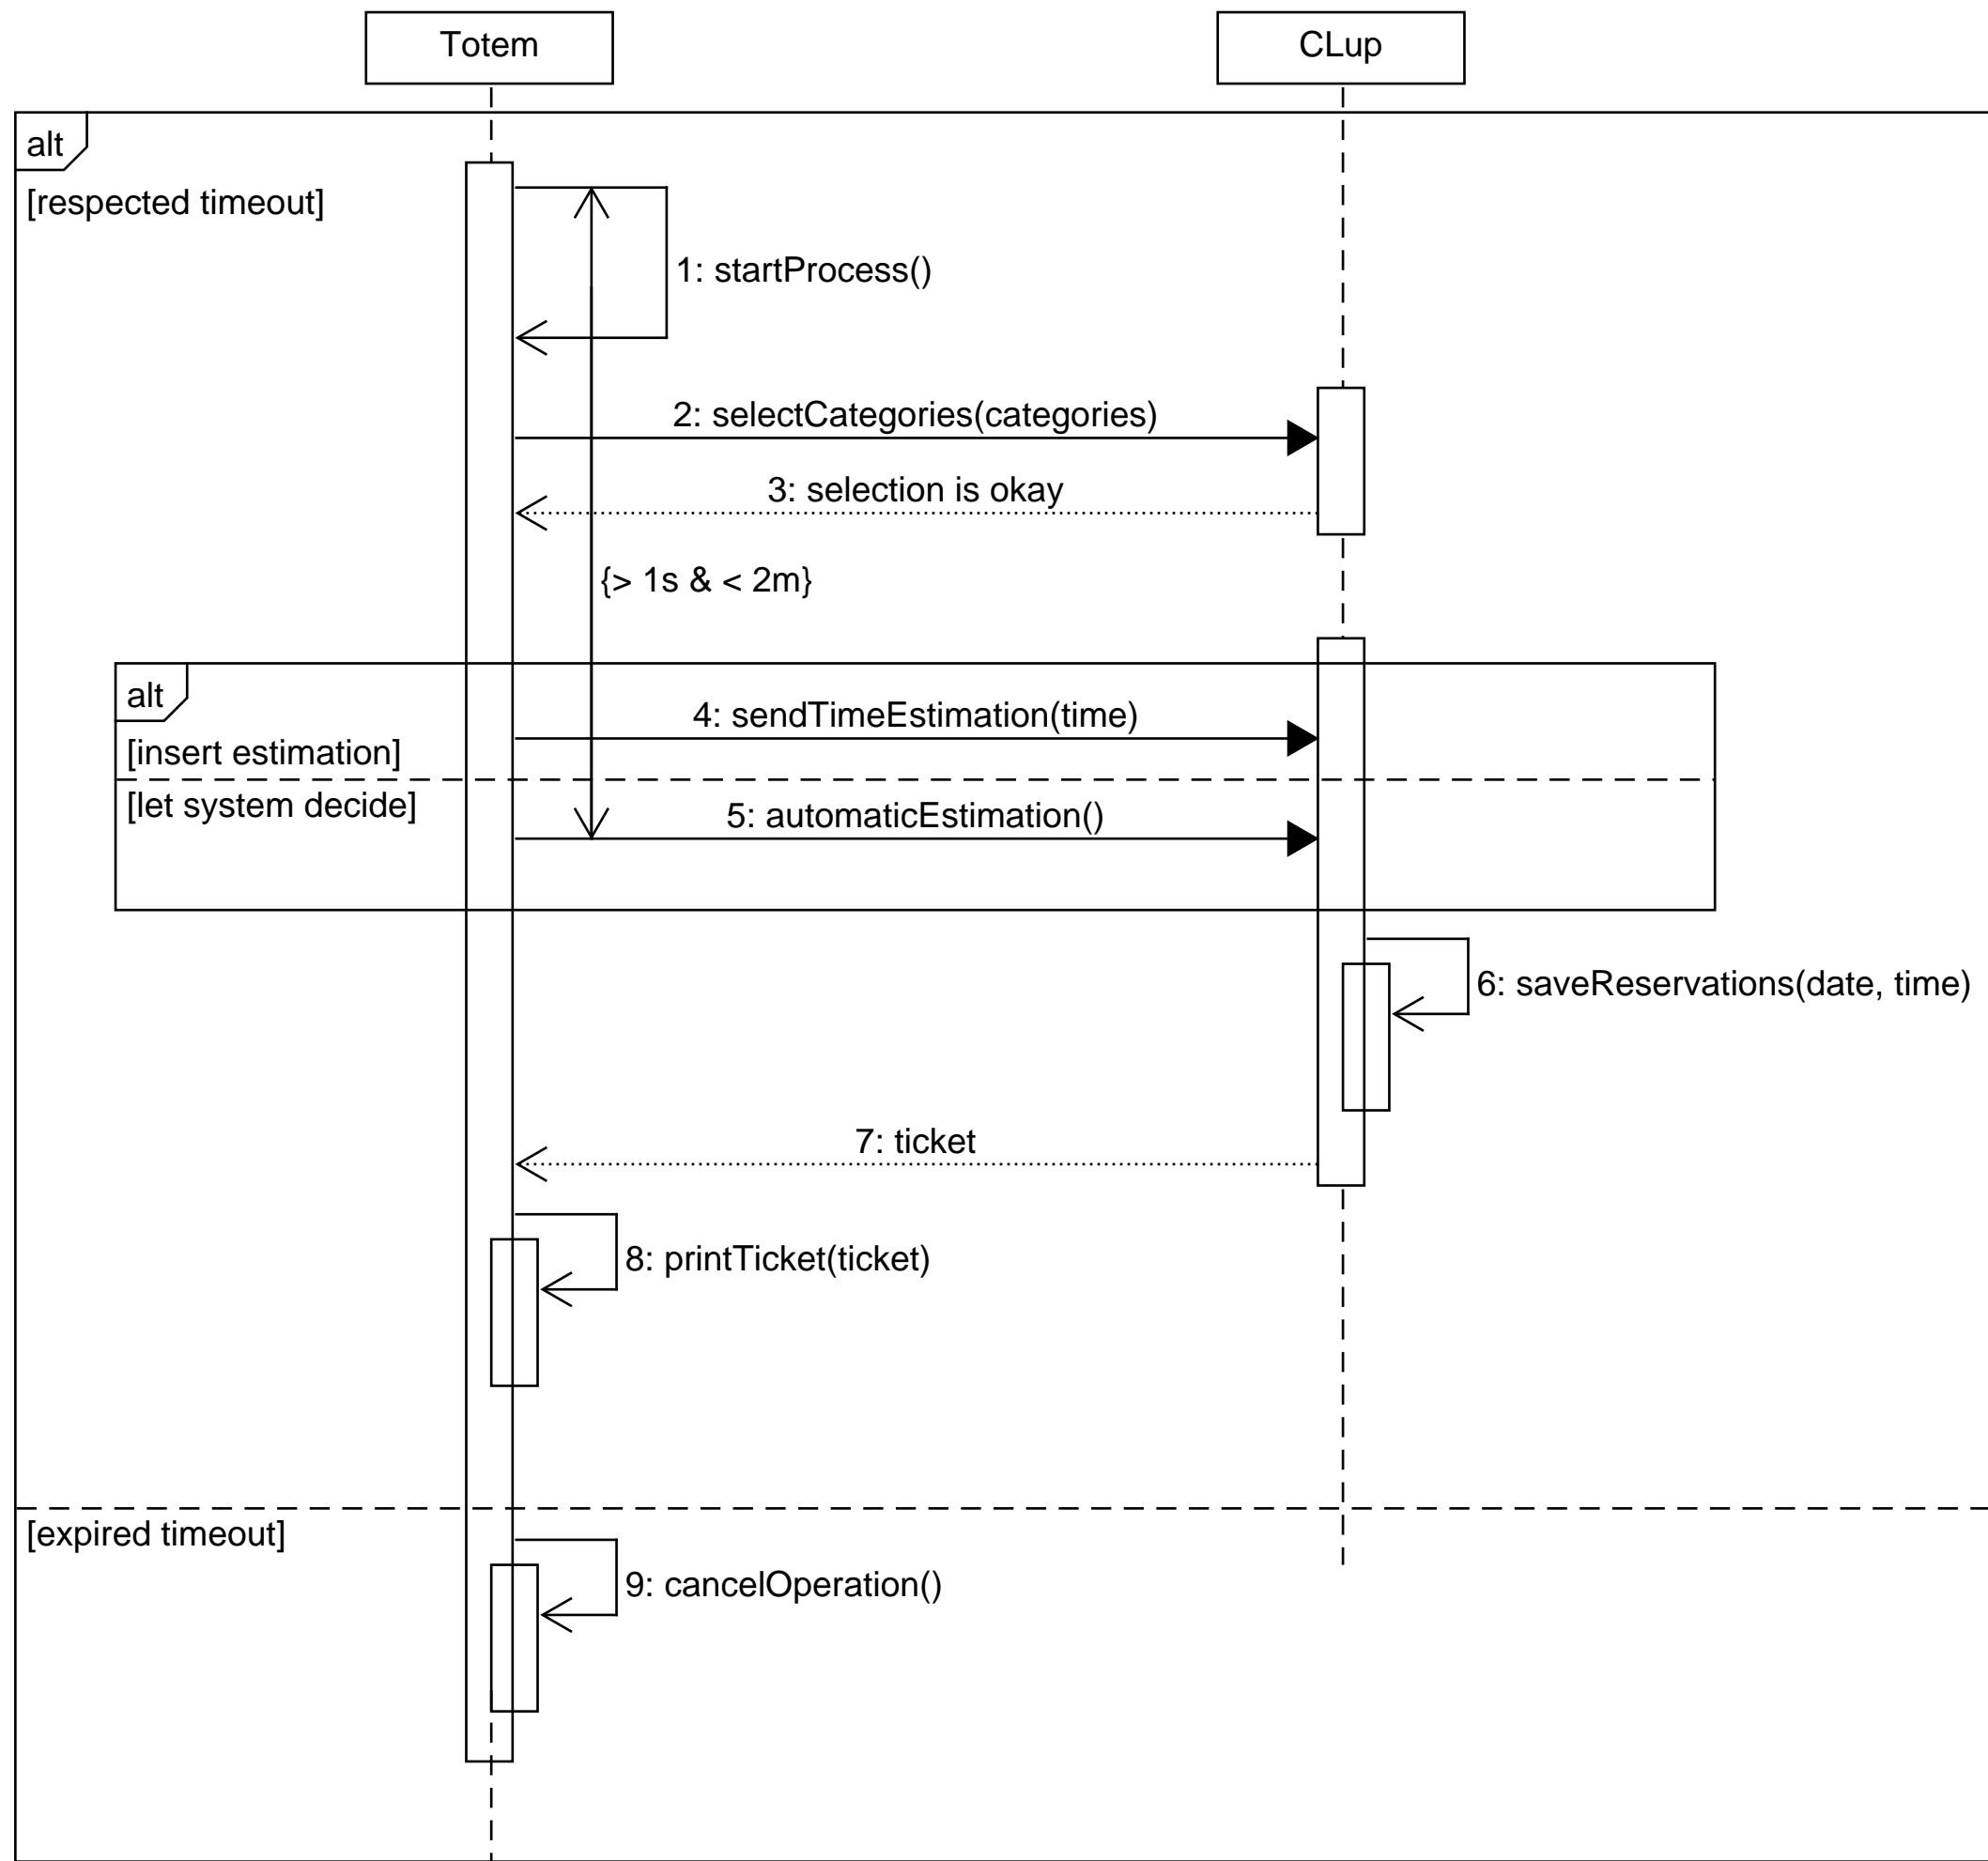 Totem
CLup
alt
[respected timeout]
1: startProcess()
2: selectCategories(categories)
3: selection is okay
{> 1s & < 2m}
alt
4: sendTimeEstimation(time)
[insert estimation]
[let system decide]
5: automaticEstimation()
6: saveReservations(date, time)
7: ticket
8: printTicket(ticket)
[expired timeout]
9: cancelOperation()